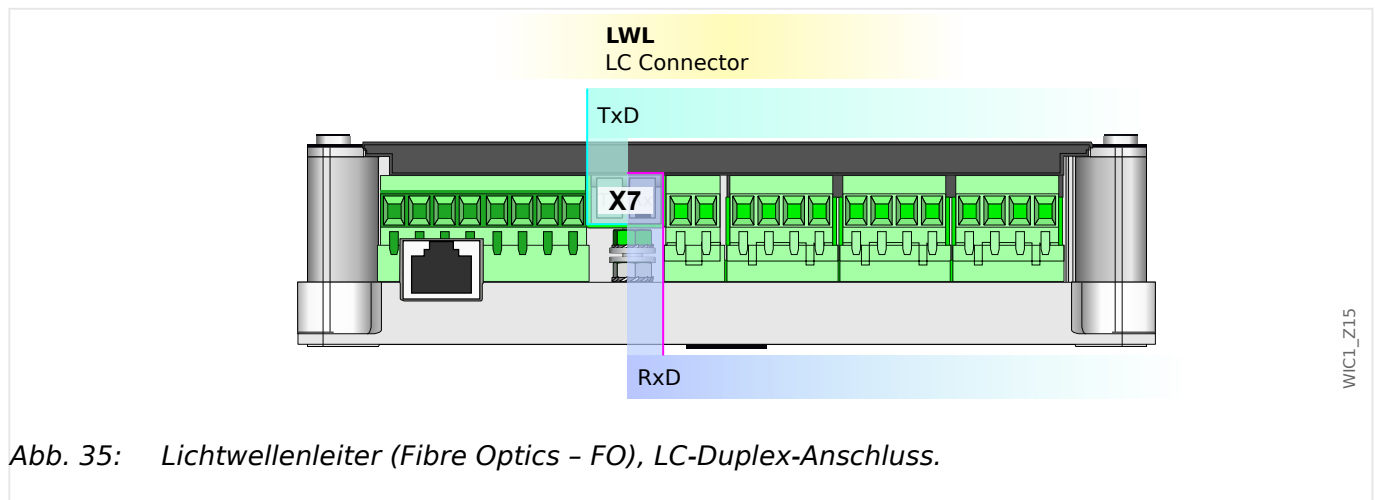 LWL
LC Connector
TxD
X7
RxD
WIC1_Z15
Abb. 35: Lichtwellenleiter (Fibre Optics – FO), LC-Duplex-Anschluss.